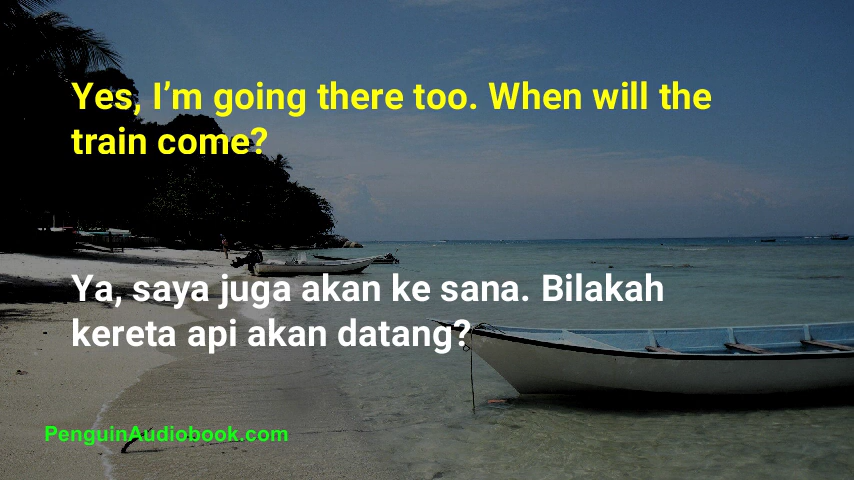 Yes, I’m going there too. When will the
train come?
Ya, saya juga akan ke sana. Bilakah
kereta api akan datang?
PenguinAudiobook.com